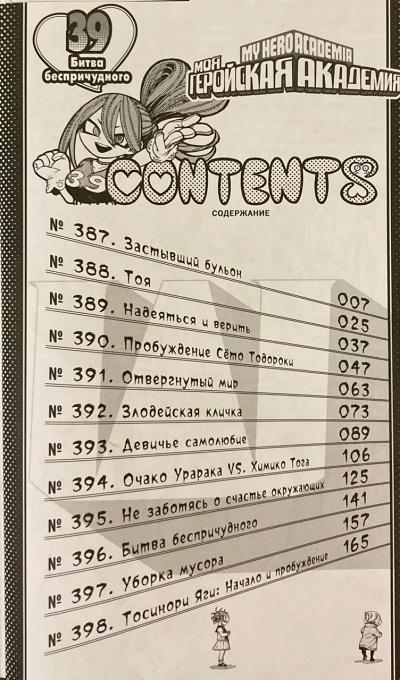 39
Битва
беспричудного
MY HERO ACADEMIA
МОЯ
ГЕРОЙСКАЯ АКАДЕМИЯ
CONTENTS
СОДЕРЖАНИЕ
№ 387. Застывший бульон 007
№ 388. Тоя 025
№ 389. Надеяться и верить 037
№ 390. Пробуждение Сёто Тодороки 047
№ 391. Отвергнутый мир 063
№ 392. Злодейская кличка 073
№ 393. Девичье самолюбие 089
№ 394. Очако Урарака VS. Химико Тога 106
№ 395. Не заботясь о счастье окружающих 125
№ 396. Битва беспричудного 141
№ 397. Уборка мусора 157
№ 398. Тосинори Яги: Начало и пробуждение 165